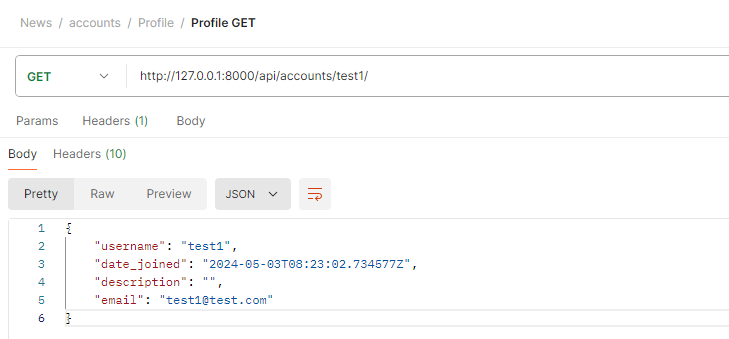 News / accounts / Profile / Profile GET
GET http://127.0.0.1:8000/api/accounts/test1/
Params Headers (1) Body
Body Headers (10)
Pretty Raw Preview JSON
1 {
2 "username": "test1",
3 "date_joined": "2024-05-03T08:23:02.734577Z",
4 "description": "",
5 "email": "test1@test.com"
6 }